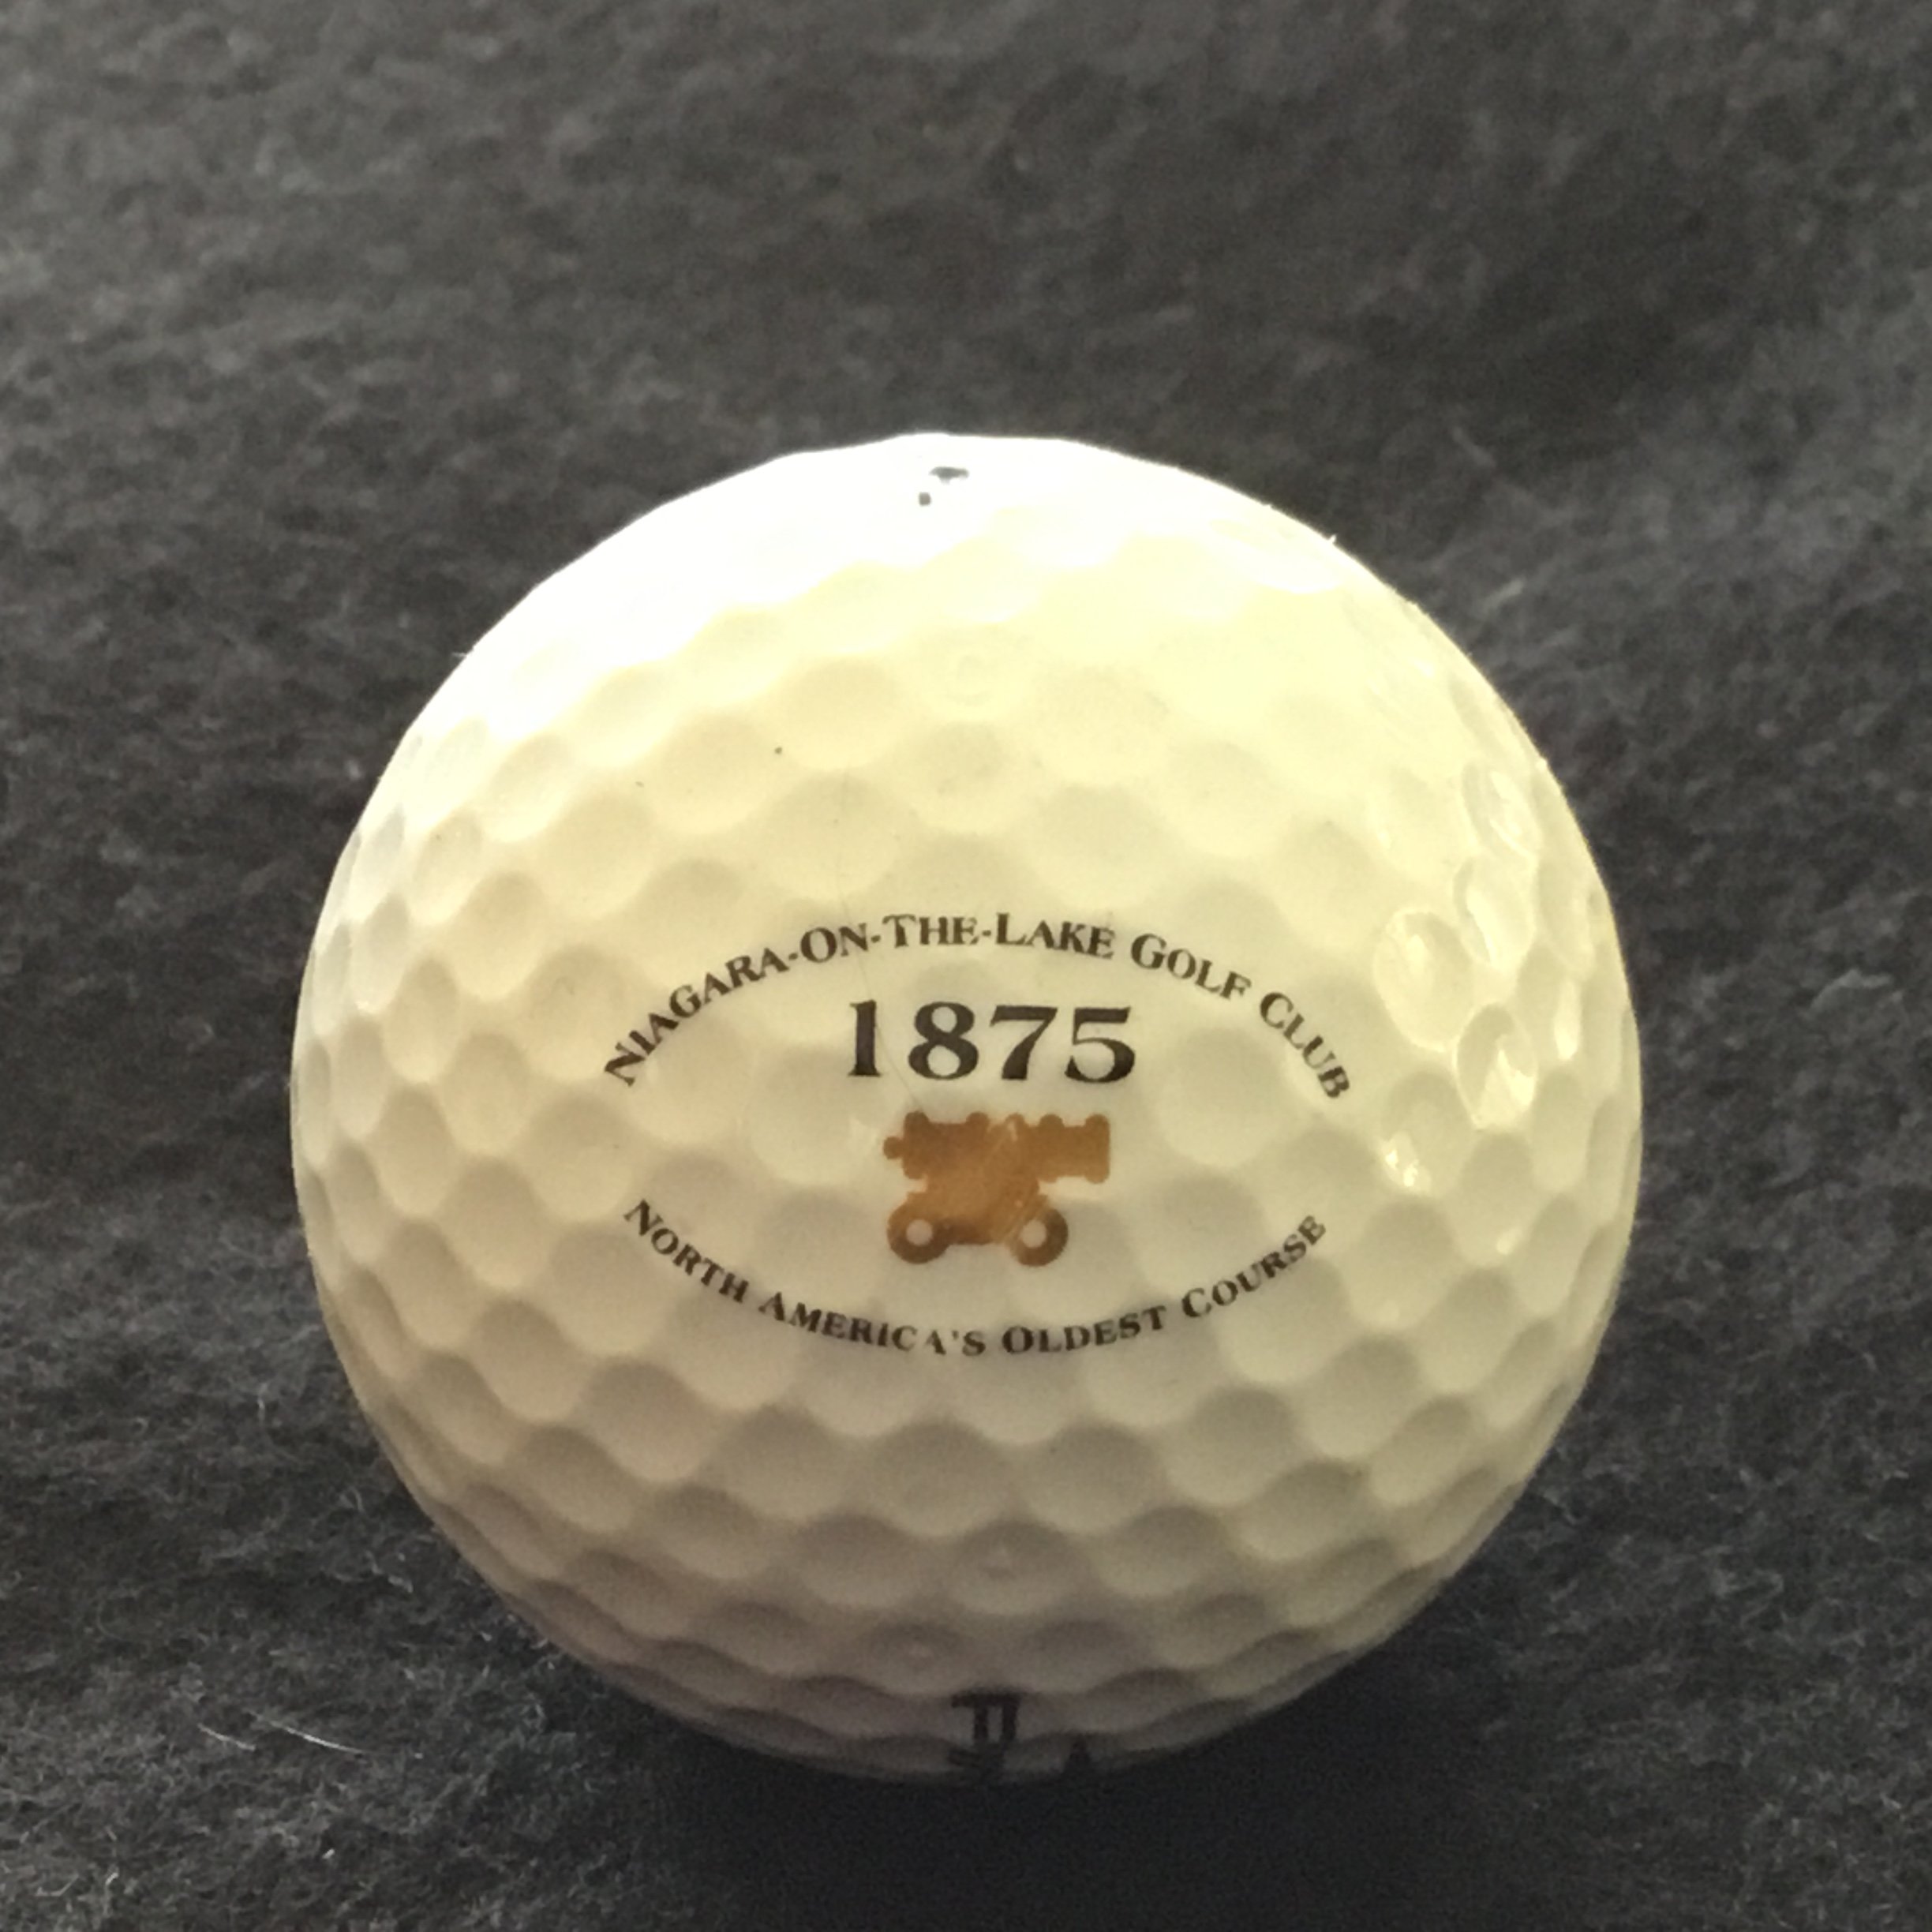 NIAGARA-ON-THE-LAKE GOLF CLUB
1875
NORTH AMERICA'S OLDEST COURSE